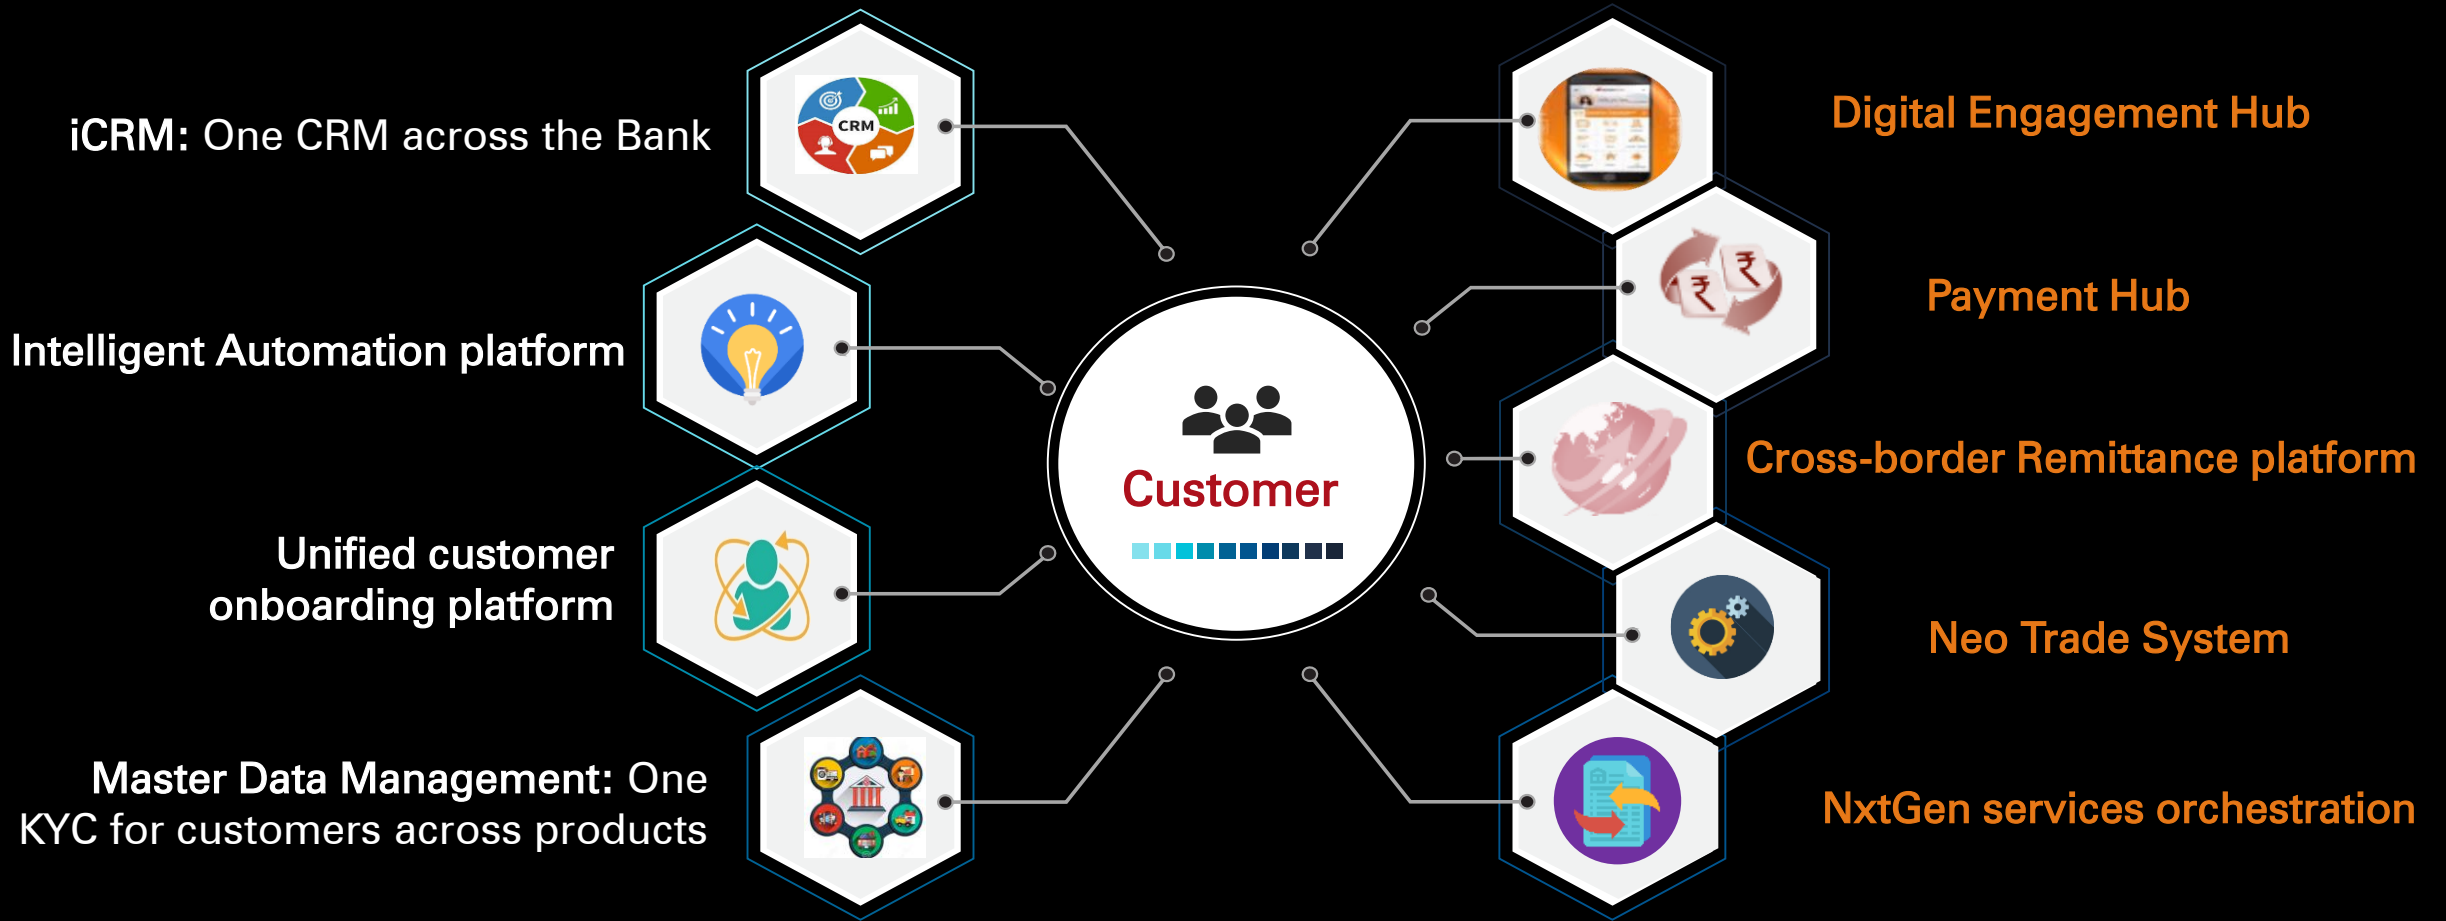 iCRM: One CRM across the Bank
CRM
Intelligent Automation platform
Unified customer
onboarding platform
Master Data Management: One
KYC for customers across products
Customer
Digital Engagement Hub
₹ ₹
Payment Hub
Cross-border Remittance platform
Neo Trade System
NxtGen services orchestration